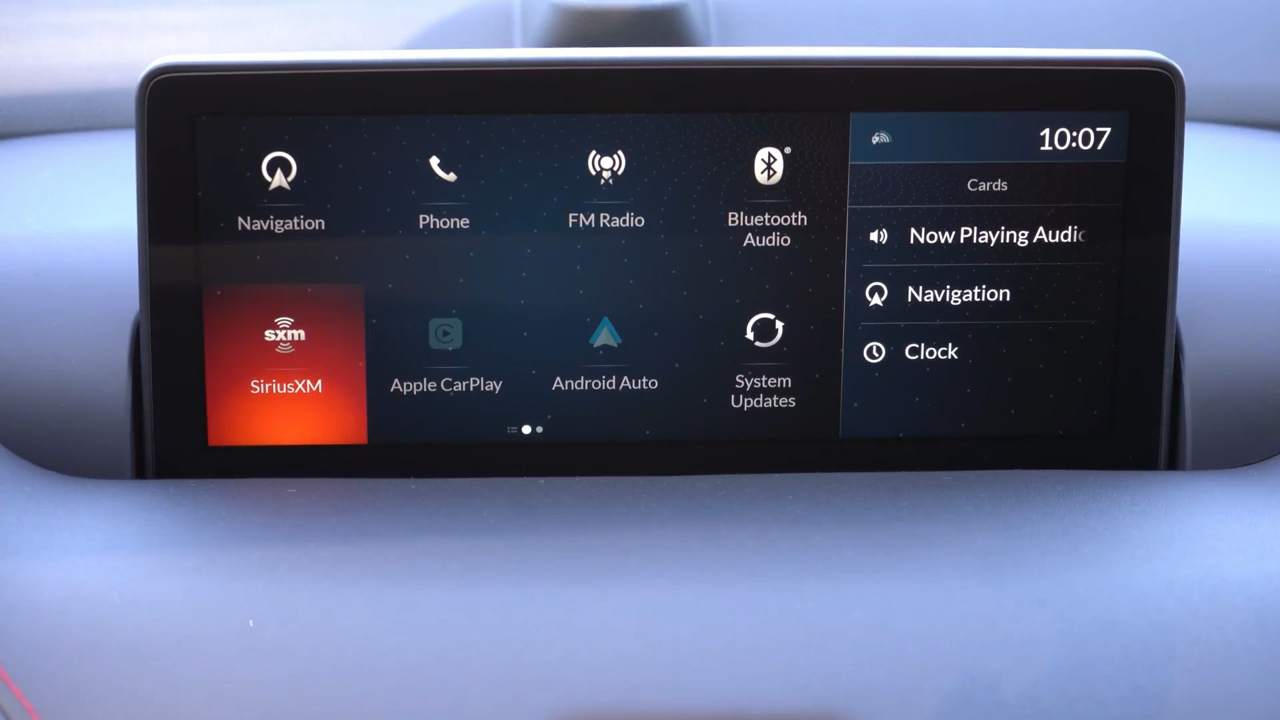 Navigation
Phone
FM Radio
Bluetooth
Audio
sxm
SiriusXM
Apple CarPlay
Android Auto
System
Updates
10:07
Cards
Now Playing Audic
Navigation
Clock